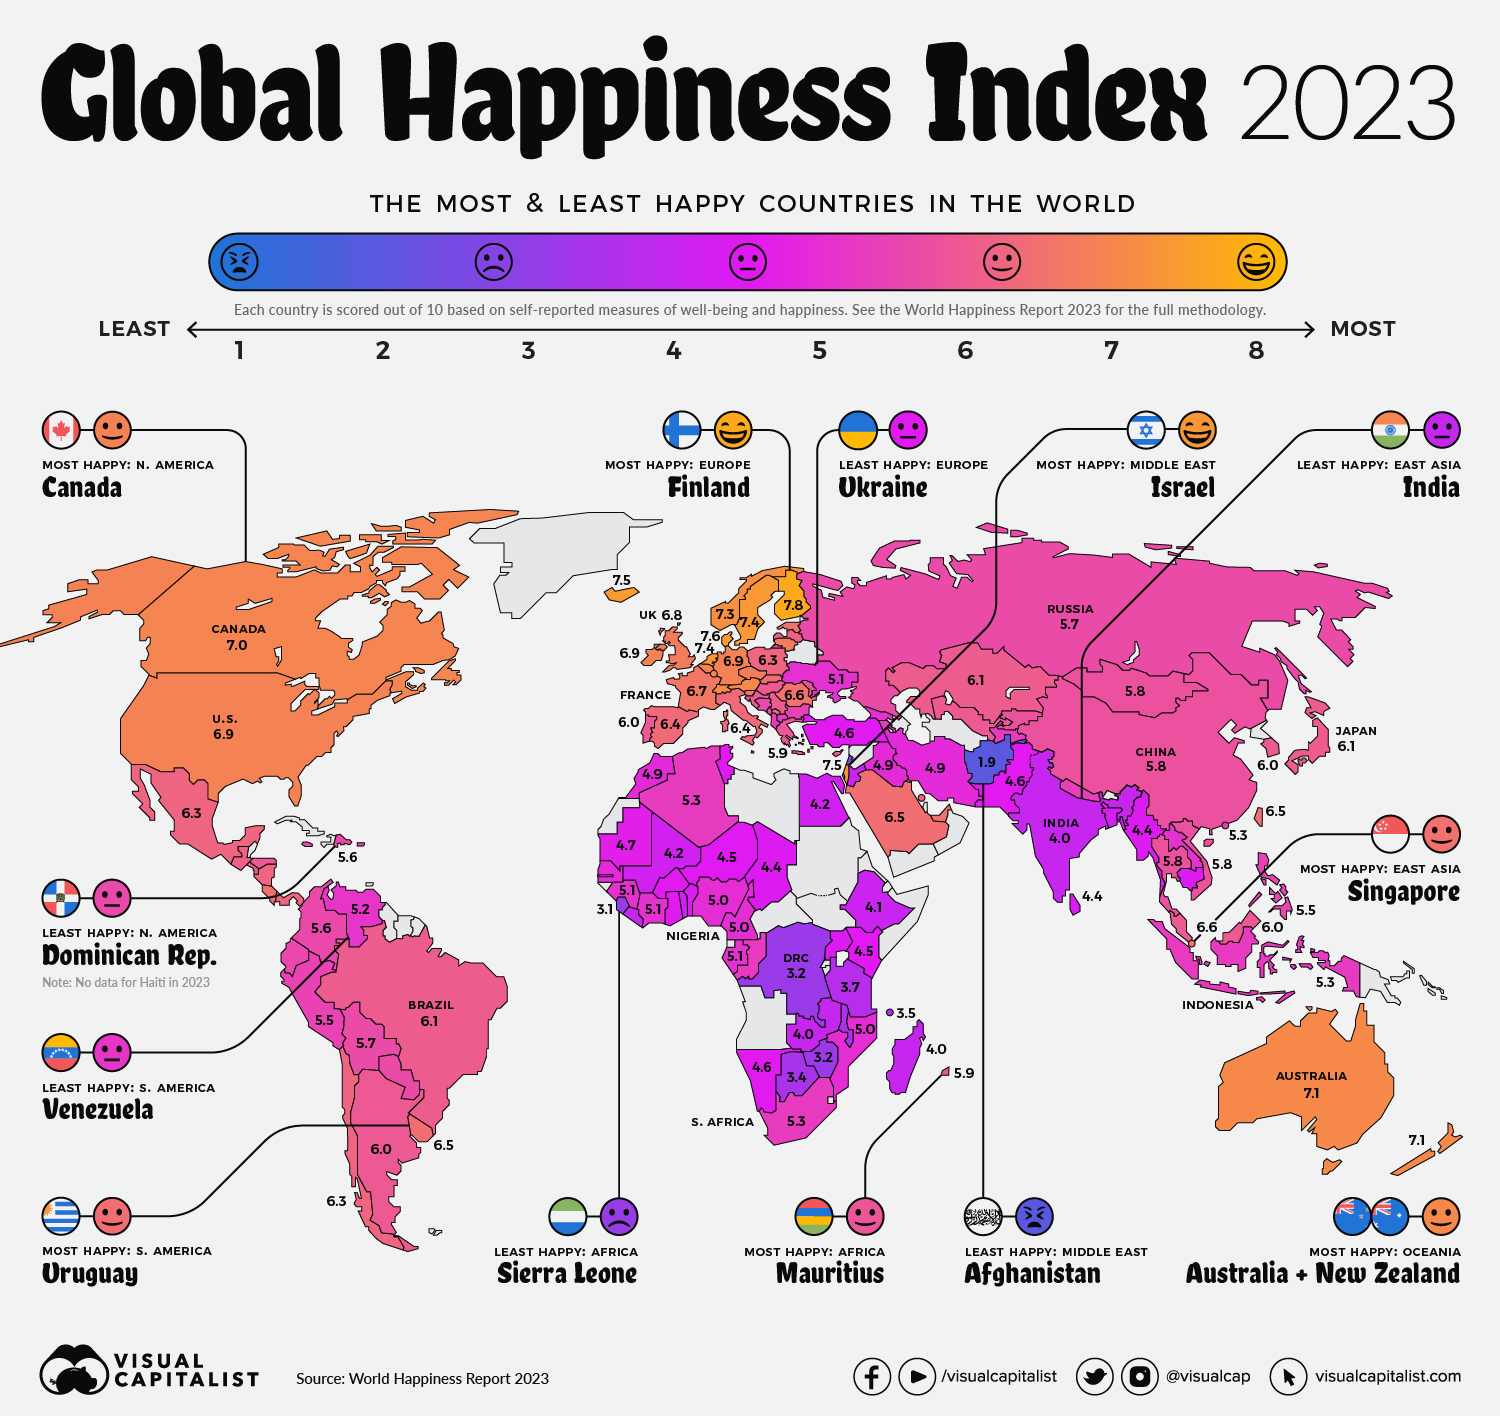 Global Happiness Index 2023
THE MOST & LEAST HAPPY COUNTRIES IN THE WORLD
Each country is scored out of 10 based on self-reported measures of well-being and happiness. See the World Happiness Report 2023 for the full methodology.
LEAST
MOST
1 2 3 4 5 6 7 8
MOST HAPPY: N. AMERICA
Canada
MOST HAPPY: EUROPE
Finland
LEAST HAPPY: EUROPE
Ukraine
MOST HAPPY: MIDDLE EAST
Israel
LEAST HAPPY: EAST ASIA
India
CANADA
7.0
U.S.
6.9
6.3
5.6
7.5
UK 6.8
6.9
7.6
7.4
7.3
7.4
7.8
6.9
6.3
FRANCE
6.7
6.0
6.4
6.4
6.6
5.1
5.9
4.6
7.5
4.9
4.9
1.9
4.6
6.5
RUSSIA
5.7
6.1
5.8
CHINA
5.8
JAPAN
6.1
6.0
6.5
5.3
INDIA
4.0
4.4
4.4
5.8
5.8
5.5
6.6
6.0
5.3
INDONESIA
4.9
5.3
4.2
4.7
4.2
4.5
4.4
5.1
3.1
5.1
5.0
5.0
NIGERIA
5.1
4.1
4.5
DRC
3.2
3.7
3.5
4.0
5.0
3.2
4.0
4.6
3.4
5.9
S. AFRICA
5.3
LEAST HAPPY: N. AMERICA
Dominican Rep.
Note: No data for Haiti in 2023
5.2
5.6
BRAZIL
6.1
5.5
5.7
6.0
6.5
6.3
LEAST HAPPY: S. AMERICA
Venezuela
MOST HAPPY: S. AMERICA
Uruguay
MOST HAPPY: EAST ASIA
Singapore
AUSTRALIA
7.1
7.1
LEAST HAPPY: AFRICA
Sierra Leone
MOST HAPPY: AFRICA
Mauritius
LEAST HAPPY: MIDDLE EAST
Afghanistan
MOST HAPPY: OCEANIA
Australia + New Zealand
VISUAL
CAPITALIST
Source: World Happiness Report 2023
/visualcapitalist
@visualcap
visualcapitalist.com